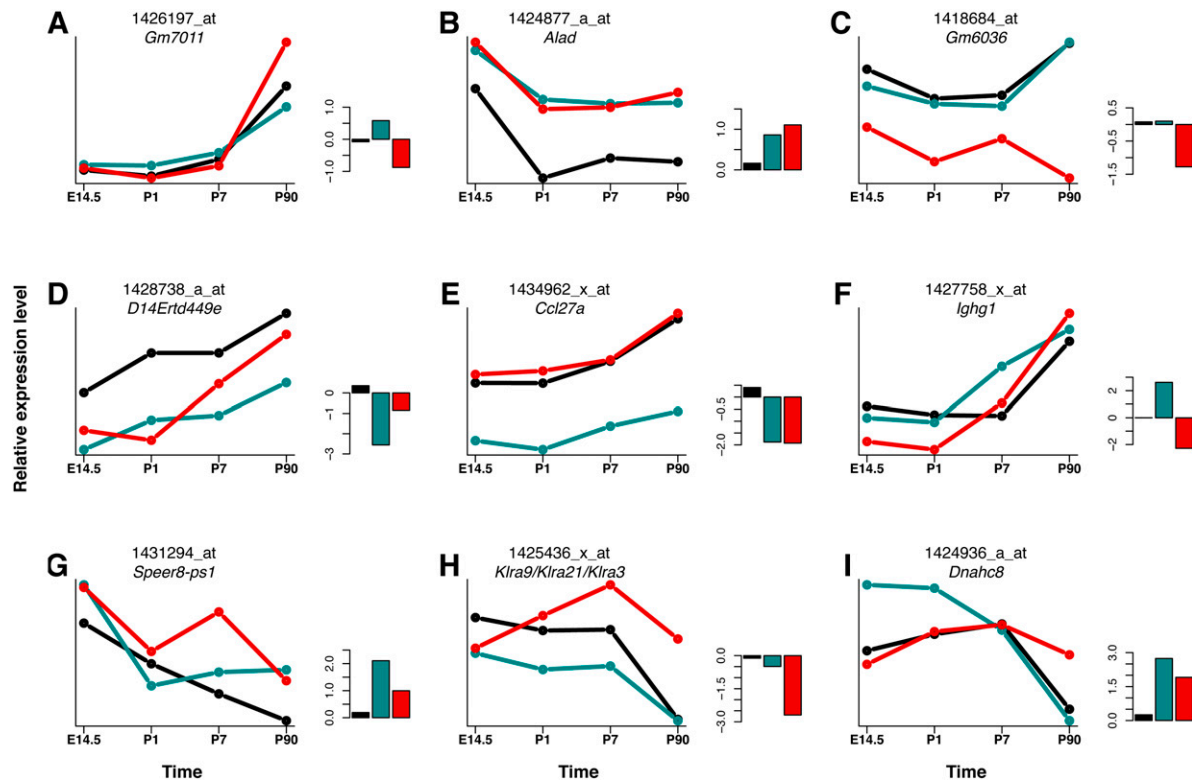 A
1426197_at
Gm7011
1.0
0.0
−1.0
E14.5 P1 P7 P90
B
1424877_a_at
Alad
1.0
0.0
E14.5 P1 P7 P90
C
1418684_at
Gm6036
0.5
−0.5
−1.5
E14.5 P1 P7 P90
Relative expression level
D
1428738_a_at
D14Ertd449e
0
−1
−3
E14.5 P1 P7 P90
E
1434962_x_at
Ccl27a
−0.5
−2.0
E14.5 P1 P7 P90
F
1427758_x_at
Ighg1
2
0
−2
E14.5 P1 P7 P90
G
1431294_at
Speer8-ps1
2.0
1.0
0.0
E14.5 P1 P7 P90
Time
H
1425436_x_at
Klra9/Klra21/Klra3
0.0
−1.5
−3.0
E14.5 P1 P7 P90
Time
I
1424936_a_at
Dnahc8
3.0
1.5
0.0
E14.5 P1 P7 P90
Time